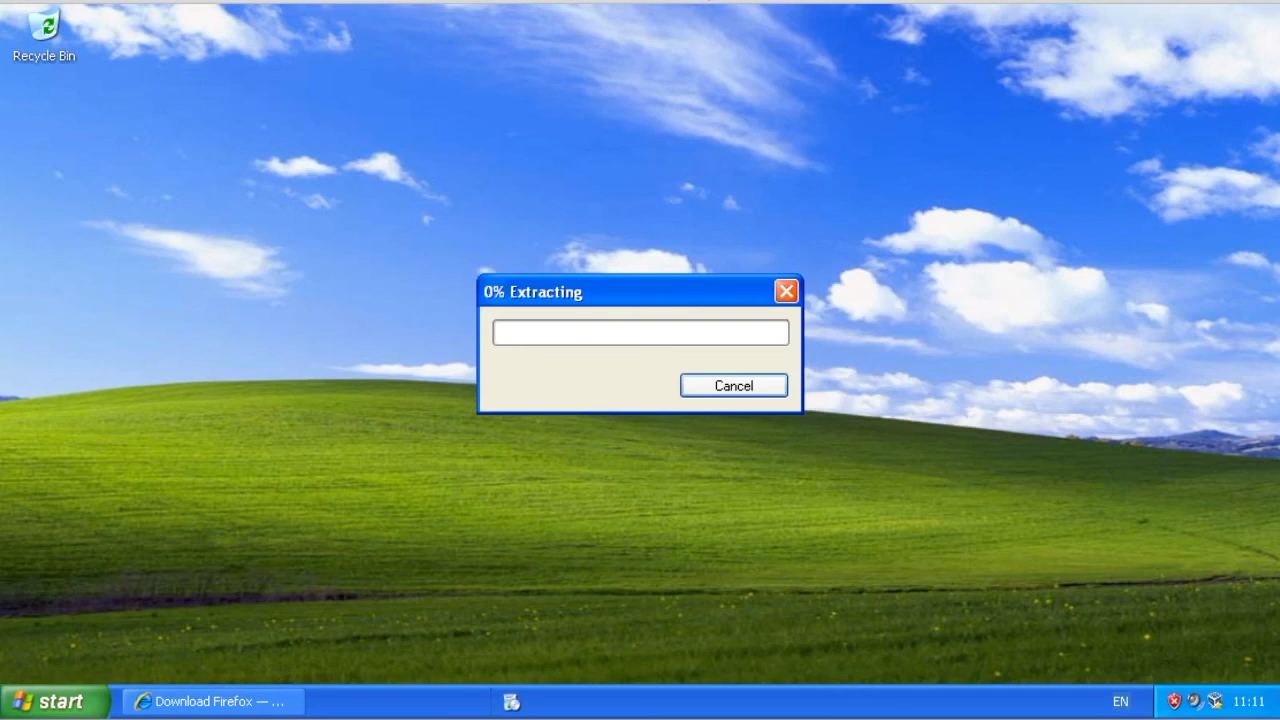 Recycle Bin
0% Extracting
Cancel
start
Download Firefox — ...
EN
11:11